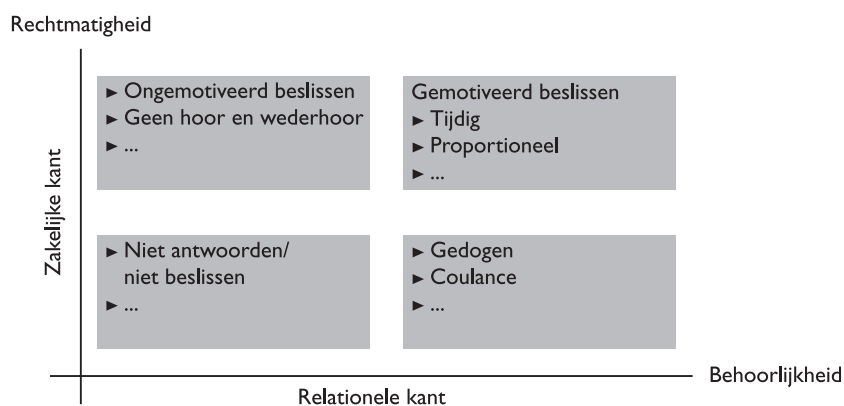 Rechtmatigheid
Zakelijke kant
► Ongemotiveerd beslissen
► Geen hoor en wederhoor
► ...
Gemotiveerd beslissen
► Tijdig
► Proportioneel
► ...
► Niet antwoorden/
niet beslissen
► ...
► Gedogen
► Coulance
► ...
Behoorlijkheid
Relationele kant